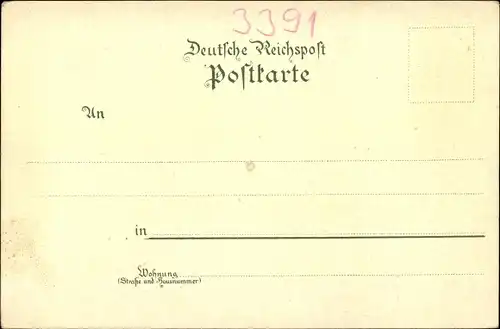 3391
Deutsche Reichspost
Postkarte
An
in
Wohnung
(Straße und Hausnummer)